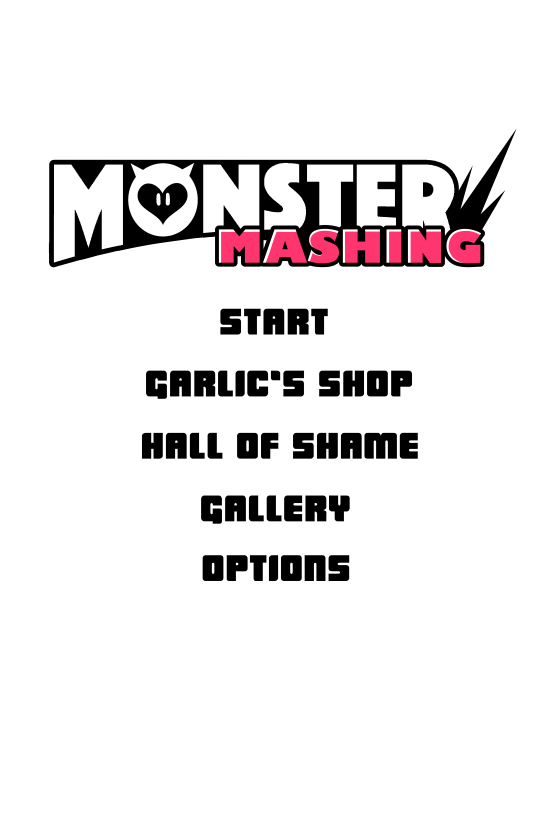 MONSTER
MASHING
START
GARLIC'S SHOP
HALL OF SHAME
GALLERY
OPTIONS